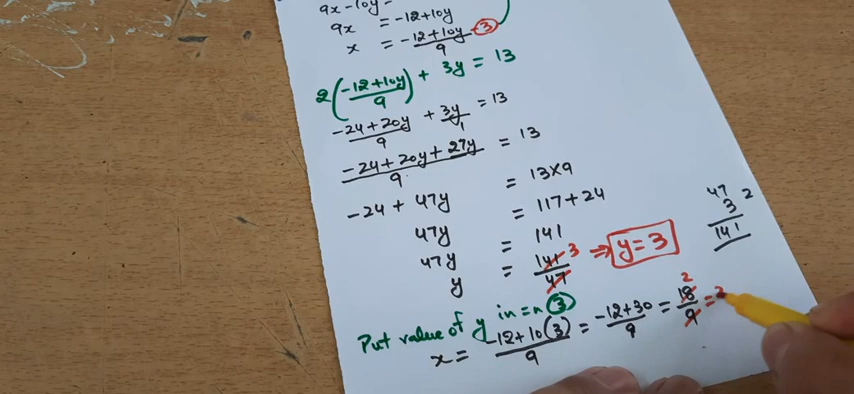 9x - 10y =
9x = -12+10y
x = -12+10y/9 → 3
2(-12+10y/9) + 3y = 13
-24+20y/9 + 3y/1 = 13
-24+20y+27y/9 = 13
-24 + 47y = 13×9
47y = 117+24
47y = 141
y = 141/47 3 ⇒ y=3
47
3 2
141
Put value of y in =n 3
x = -12+10(3)/9 = -12+30/9 = 18/9 2 = 2